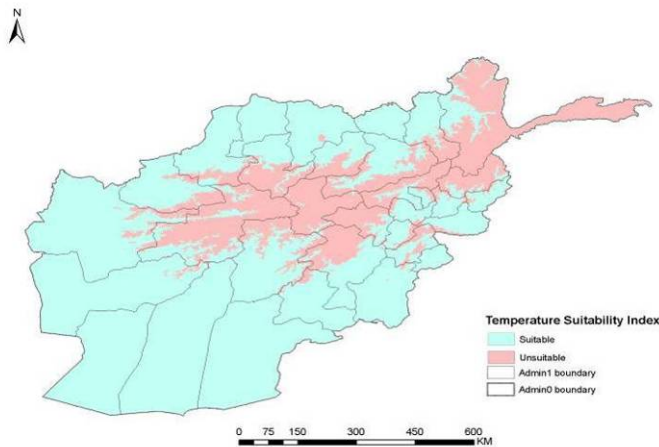 N
Temperature Suitability Index
Suitable
Unsuitable
Admin1 boundary
Admin0 boundary
0 75 150 300 450 600
KM